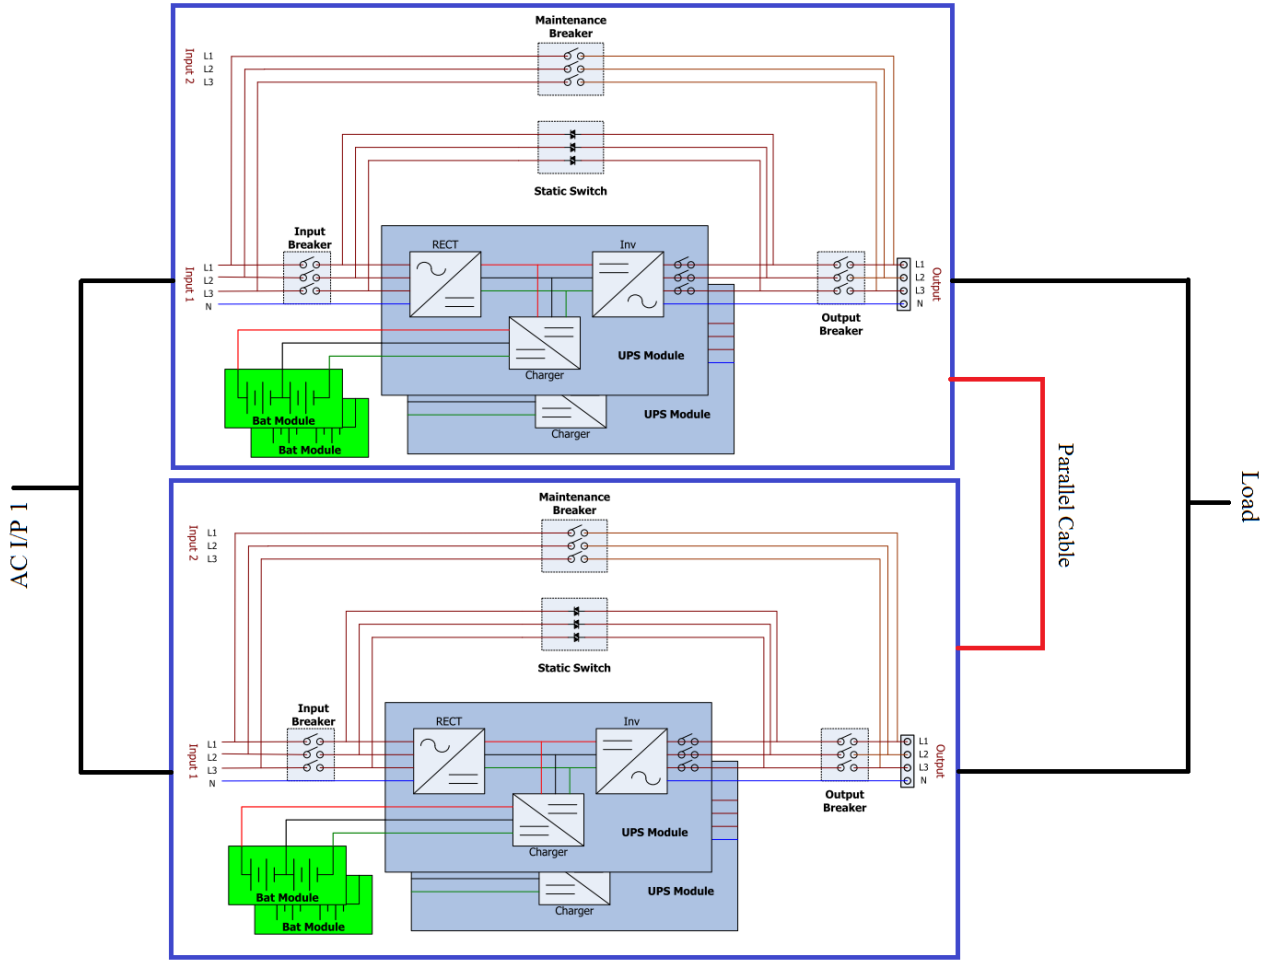 Maintenance
Breaker
Input 2
L1
L2
L3
Static Switch
Input
Breaker
RECT
Inv
Input 1
L1
L2
L3
N
L1
L2
L3
N
Output
Output
Breaker
UPS Module
Charger
Bat Module
UPS Module
Charger
Bat Module
Parallel Cable
Load
AC I/P 1
Maintenance
Breaker
Input 2
L1
L2
L3
Static Switch
Input
Breaker
RECT
Inv
Input 1
L1
L2
L3
N
L1
L2
L3
N
Output
Output
Breaker
UPS Module
Charger
Bat Module
UPS Module
Charger
Bat Module